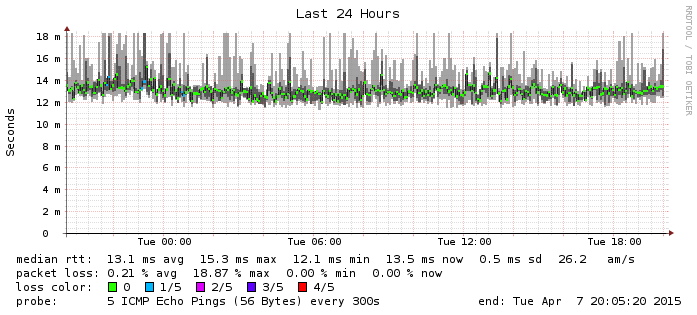 Last 24 Hours
RRDTOOL / TOBI OETIKER
Seconds
18 m
16 m
14 m
12 m
10 m
8 m
6 m
4 m
2 m
0
Tue 00:00 Tue 06:00 Tue 12:00 Tue 18:00
median rtt: 13.1 ms avg 15.3 ms max 12.1 ms min 13.5 ms now 0.5 ms sd 26.2 am/s
packet loss: 0.21 % avg 18.87 % max 0.00 % min 0.00 % now
loss color: 0 1/5 2/5 3/5 4/5
probe: 5 ICMP Echo Pings (56 Bytes) every 300s end: Tue Apr 7 20:05:20 2015